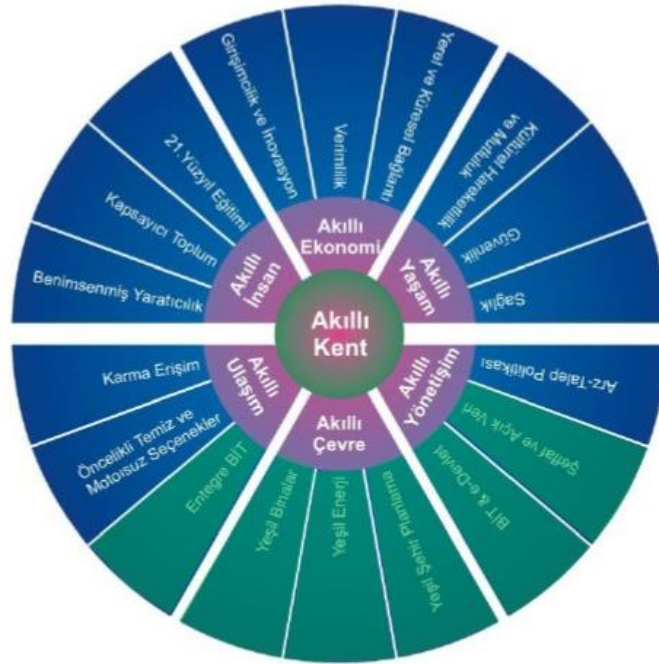 Akıllı
Kent
Akıllı
Ekonomi
Girişimcilik ve İnovasyon
Verimlilik
Yerel ve Küresel Bağlantı
Akıllı
Yaşam
Kültürel Hareketlilik
ve Mutluluk
Güvenlik
Sağlık
Akıllı
Yönetişim
Arz-Talep Politikası
Şeffaf ve Açık Veri
BİT & e-Devlet
Akıllı
Çevre
Yeşil Şehir Planlama
Yeşil Enerji
Yeşil Binalar
Akıllı
Ulaşım
Entegre BİT
Öncelikli Temiz ve
Motorsuz Seçenekler
Karma Erişim
Akıllı
İnsan
Benimsenmiş Yaratıcılık
Kapsayıcı Toplum
21.Yüzyıl Eğitimi